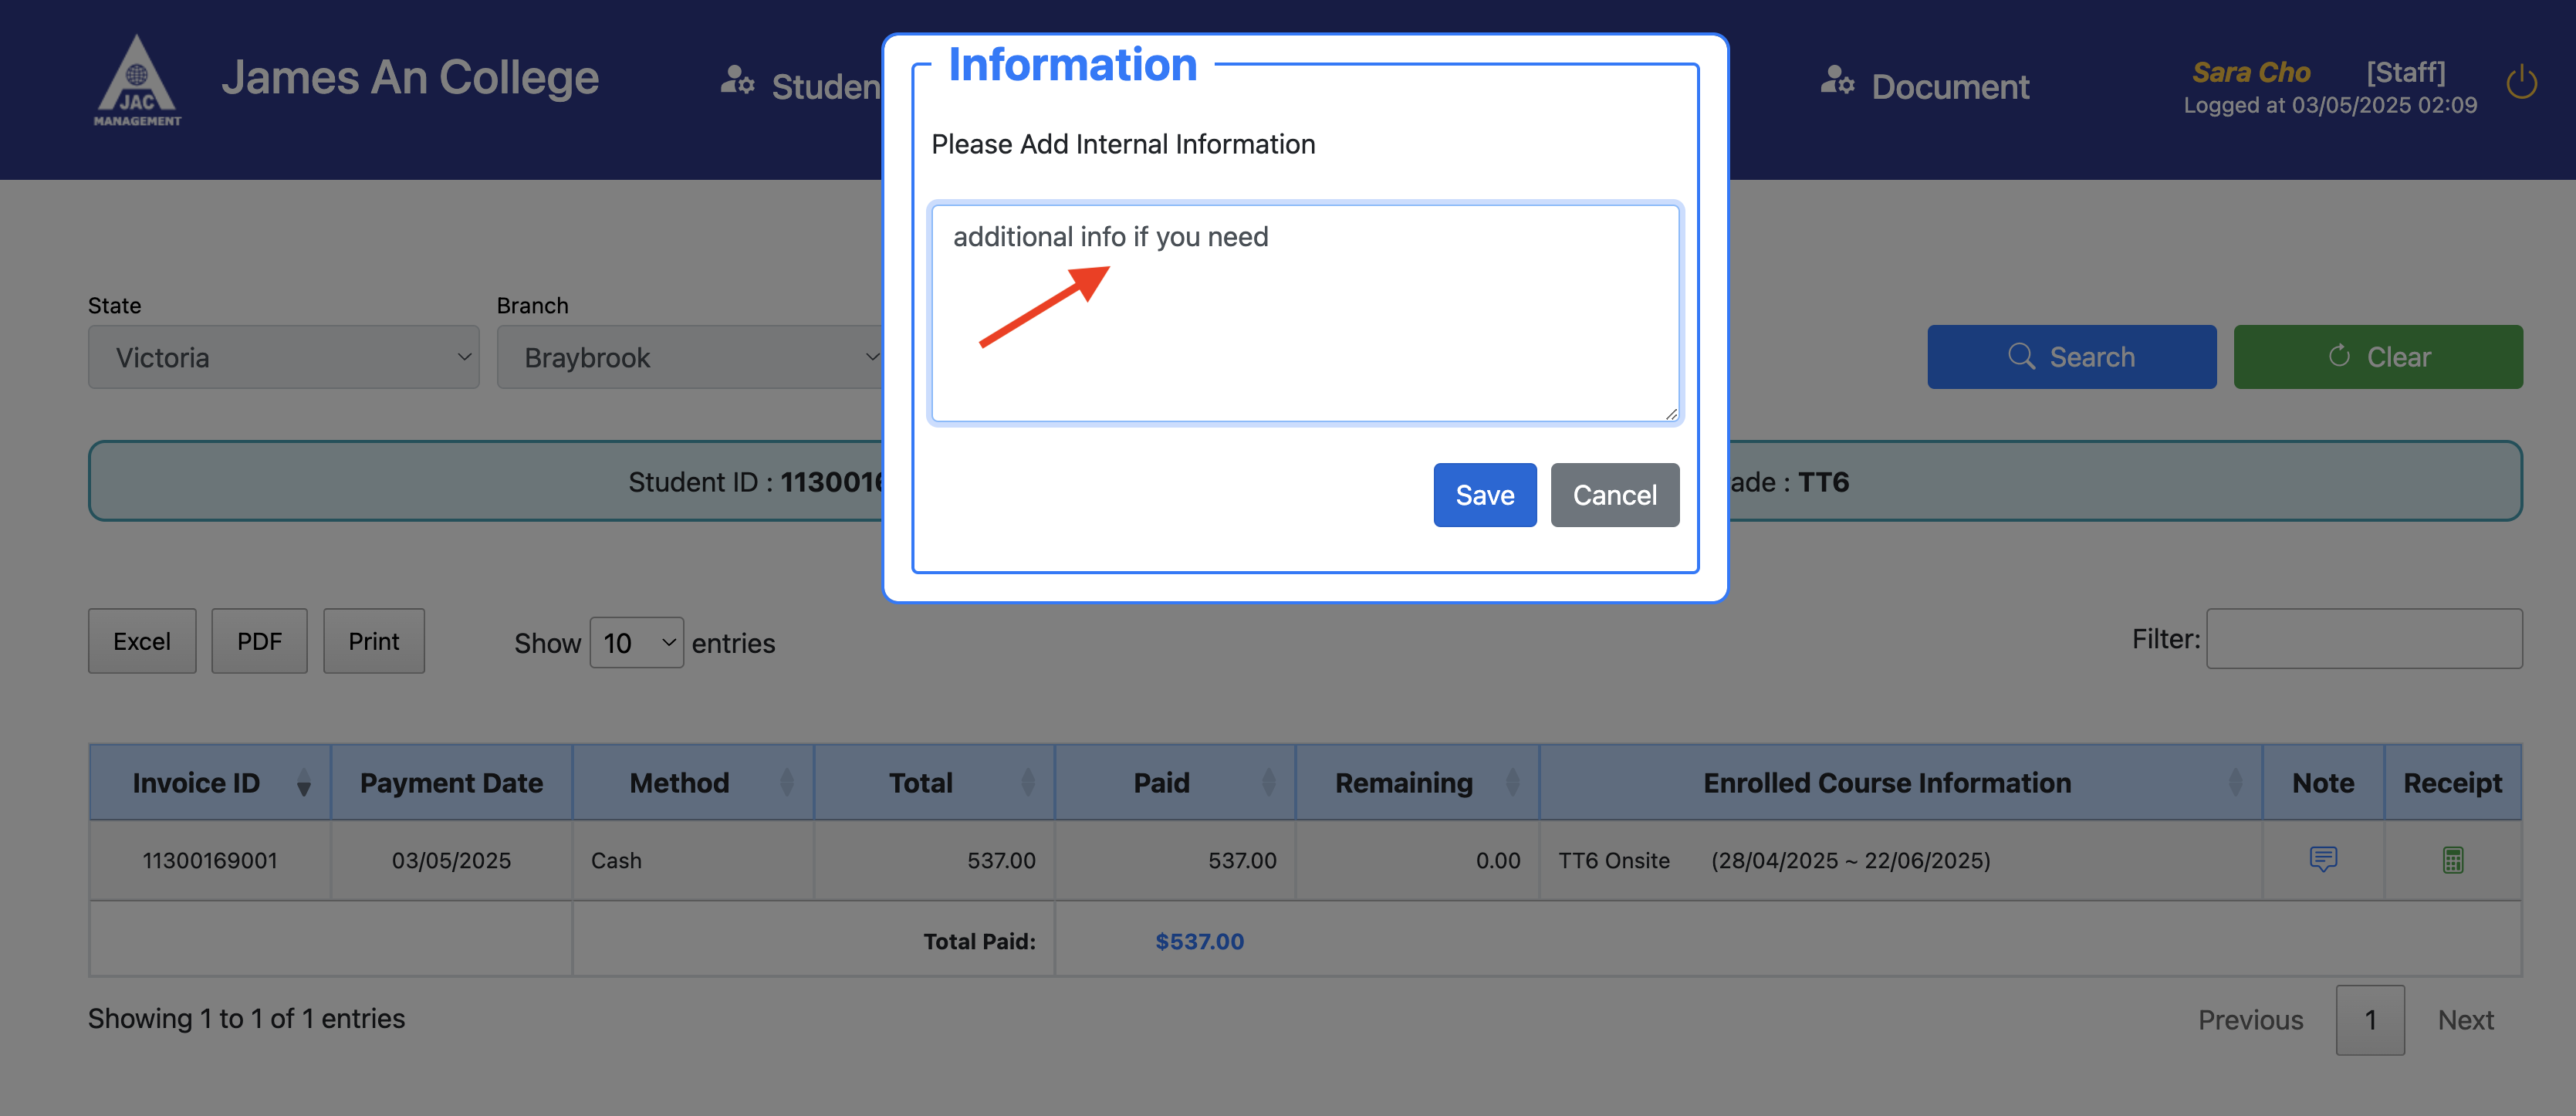 JAC
MANAGEMENT
James An College
Document
Sara Cho [Staff]
Logged at 03/05/2025 02:09
Information
Please Add Internal Information
additional info if you need
Save Cancel
State Branch
Victoria Braybrook
Search Clear
Student ID : TT6
Excel PDF Print Show 10 entries Filter:
Invoice ID Payment Date Method Total Paid Remaining Enrolled Course Information Note Receipt
11300169001 03/05/2025 Cash 537.00 537.00 0.00 TT6 Onsite (28/04/2025 ~ 22/06/2025)
Total Paid: $537.00
Showing 1 to 1 of 1 entries Previous 1 Next